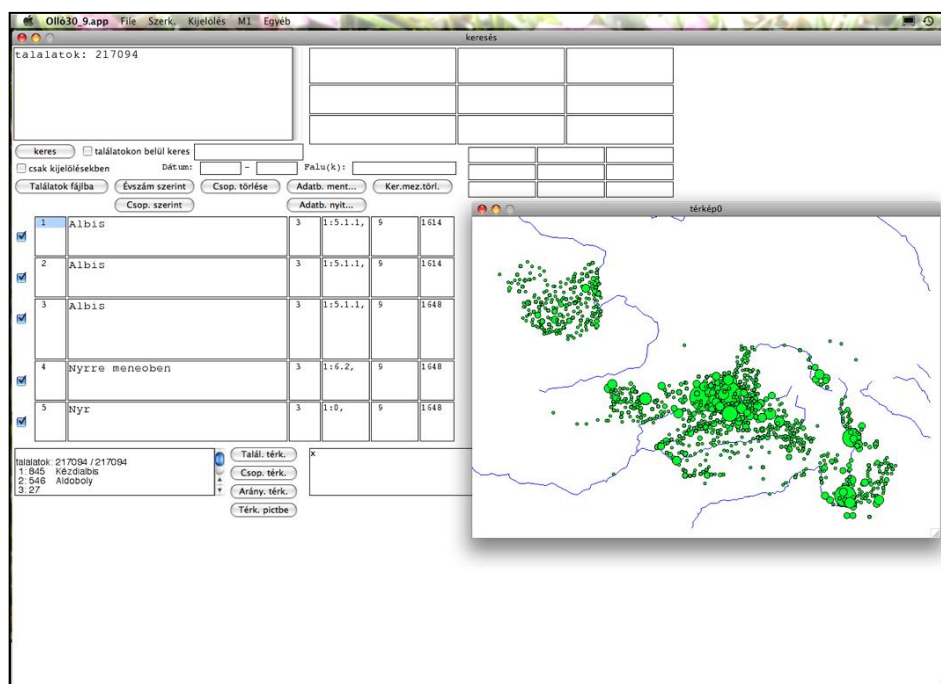 Olló30_9.app File Szerk. Kijelölés M1 Egyéb
keresés
talalatok: 217094
keres találatokon belül keres
csak kijelölésekben Dátum: - Falu(k):
Találatok fájlba Évszám szerint Csop. törlése Adatb. ment... Ker.mez.törl.
Csop. szerint Adatb. nyit...
térkép0
1 Albis 3 1:5.1.1, 9 1614
2 Albis 3 1:5.1.1, 9 1614
3 Albis 3 1:5.1.1, 9 1648
4 Nyrre meneoben 3 1:6.2, 9 1648
5 Nyr 3 1:0, 9 1648
talalatok: 217094 / 217094
1: 845 Kézdialbis
2: 546 Aldoboly
3: 27
Talál. térk.
Csop. térk.
Arány. térk.
Térk. pictbe
x